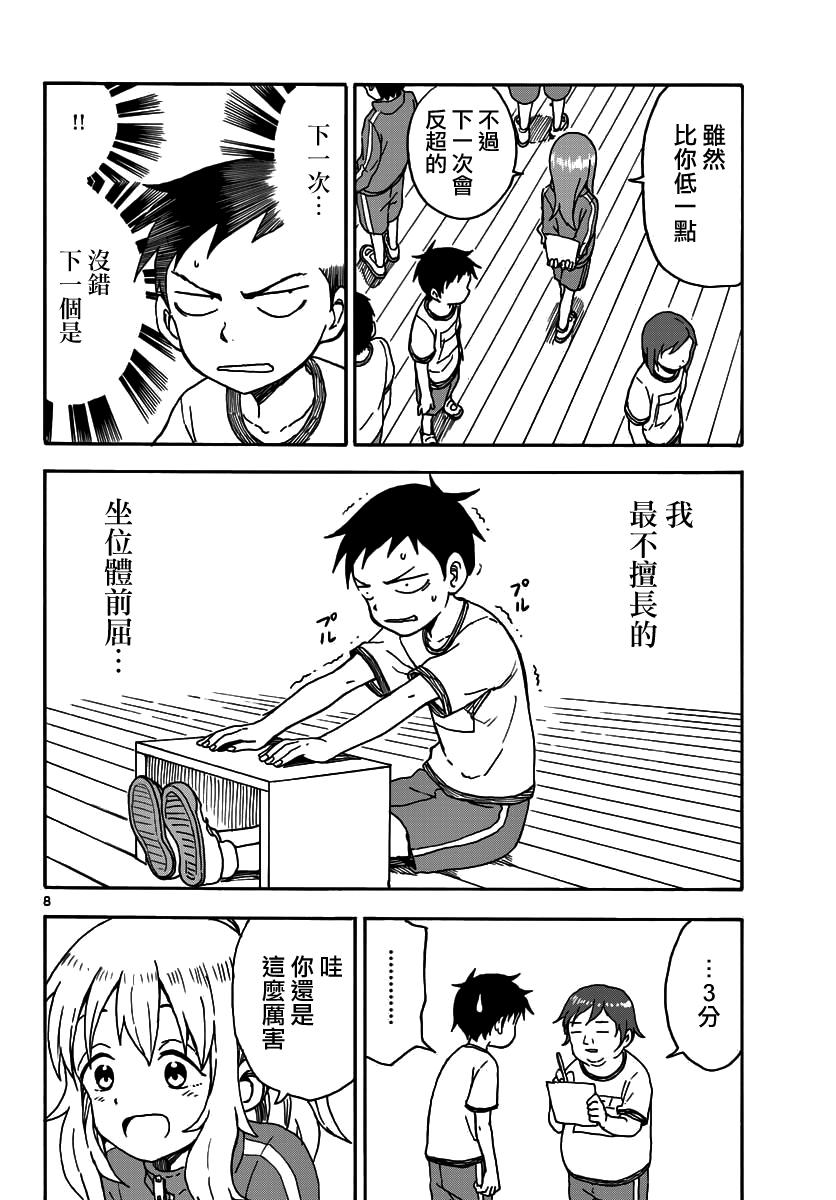 雖然
比你低一點
不過
下一次會
反超的
下一次…
!!
沒錯
下一個是
我
最不擅長的
プル
プル
坐位體前屈…
8
…3分
………
哇
你還是
這麼厲害